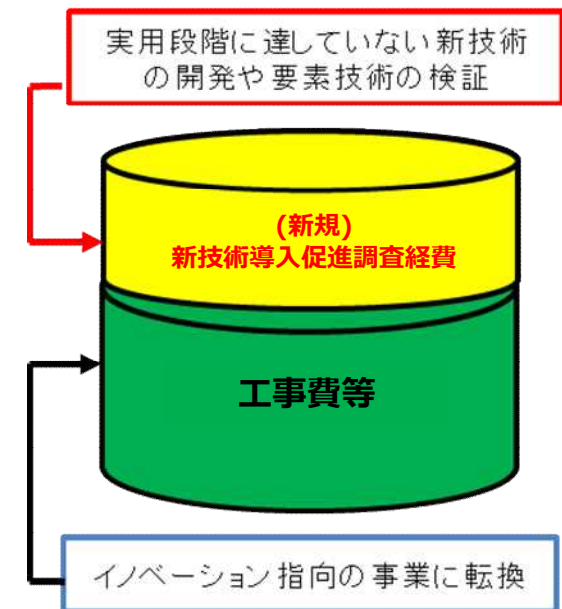 実用段階に達していない新技術
の開発や要素技術の検証
(新規)
新技術導入促進調査経費
工事費等
イノベーション指向の事業に転換